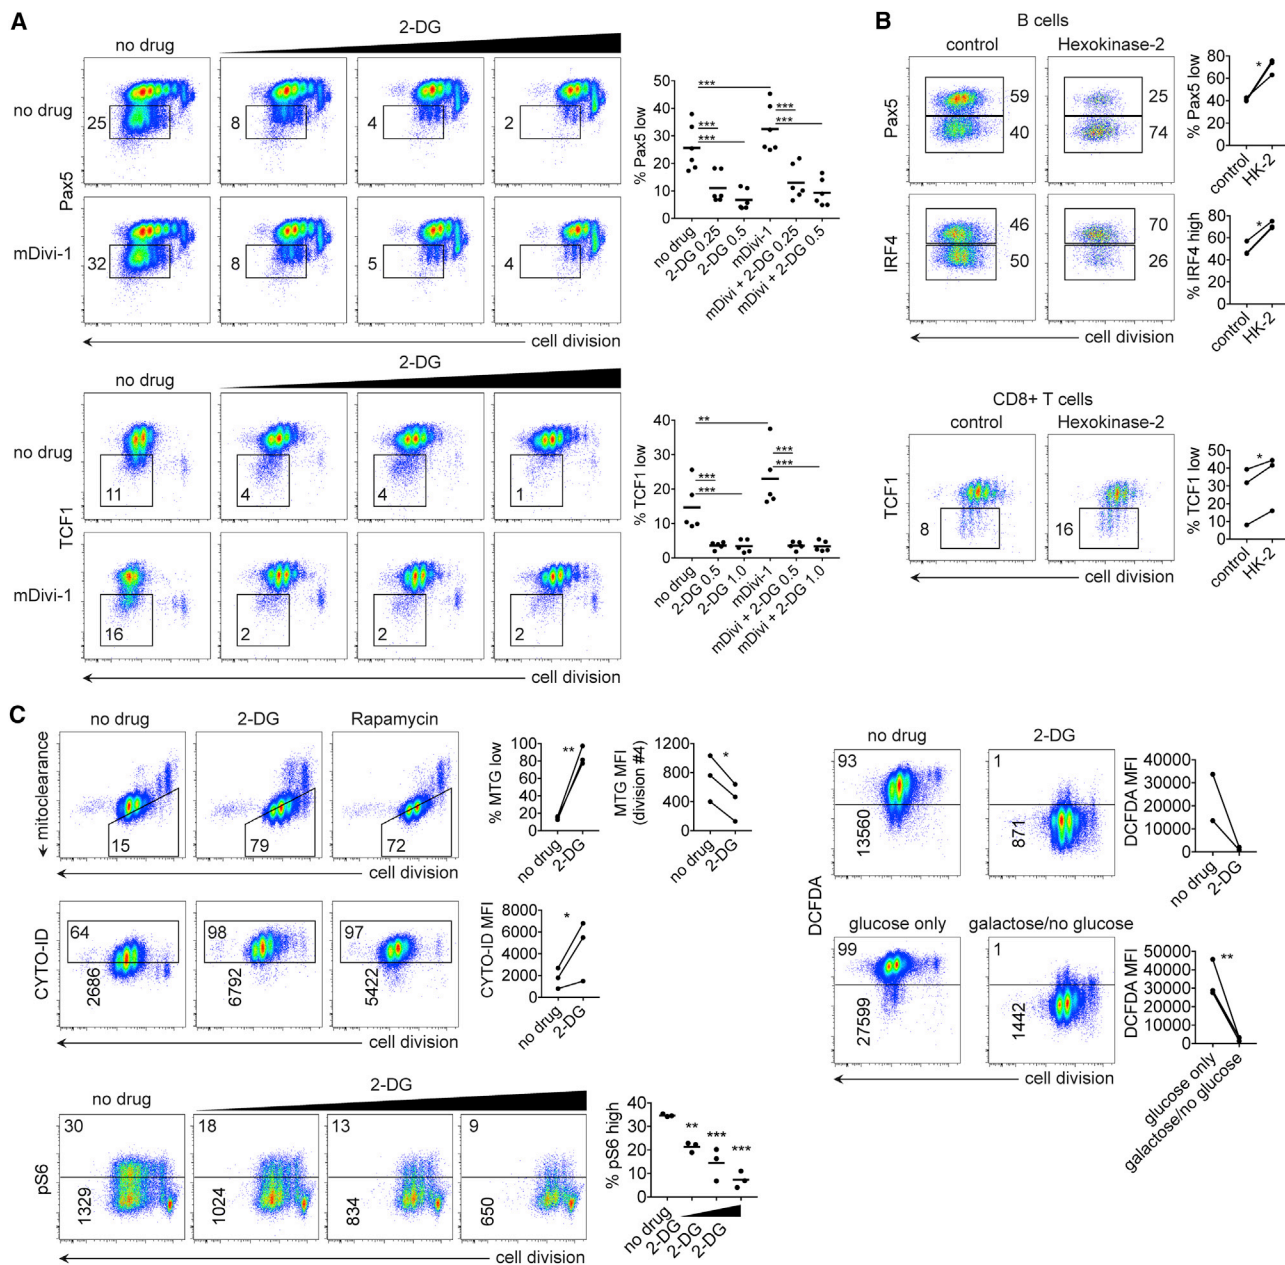 A
2-DG
no drug
no drug
25
8
4
2
Pax5
mDivi-1
32
8
5
4
cell division
50
40
30
20
10
0
% Pax5 low
***
***
***
***
***
no drug
2-DG 0.25
2-DG 0.5
mDivi-1
mDivi + 2-DG 0.25
mDivi + 2-DG 0.5
2-DG
no drug
no drug
11
4
4
1
TCF1
mDivi-1
16
2
2
2
cell division
40
30
20
10
0
% TCF1 low
**
***
***
***
***
no drug
2-DG 0.5
2-DG 1.0
mDivi-1
mDivi + 2-DG 0.5
mDivi + 2-DG 1.0
B
B cells
control
Hexokinase-2
Pax5
59
40
25
74
80
60
40
20
0
% Pax5 low
*
control
HK-2
IRF4
46
50
70
26
cell division
80
60
40
20
0
% IRF4 high
*
control
HK-2
CD8+ T cells
control
Hexokinase-2
TCF1
8
16
cell division
50
40
30
20
10
0
% TCF1 low
*
control
HK-2
C
no drug
2-DG
Rapamycin
mitoclearance
15
79
72
cell division
100
80
60
40
20
0
% MTG low
**
no drug
2-DG
1200
800
400
0
MTG MFI
(division #4)
*
no drug
2-DG
CYTO-ID
64
2686
98
6792
97
5422
cell division
8000
6000
4000
2000
0
CYTO-ID MFI
*
no drug
2-DG
2-DG
no drug
pS6
30
1329
18
1024
13
834
9
650
cell division
40
30
20
10
0
% pS6 high
**
***
***
no drug
2-DG
2-DG
2-DG
no drug
2-DG
93
13560
1
871
DCFDA
40000
30000
20000
10000
0
DCFDA MFI
no drug
2-DG
glucose only
galactose/no glucose
99
27599
1
1442
cell division
50000
40000
30000
20000
10000
0
DCFDA MFI
**
glucose only
galactose/no glucose